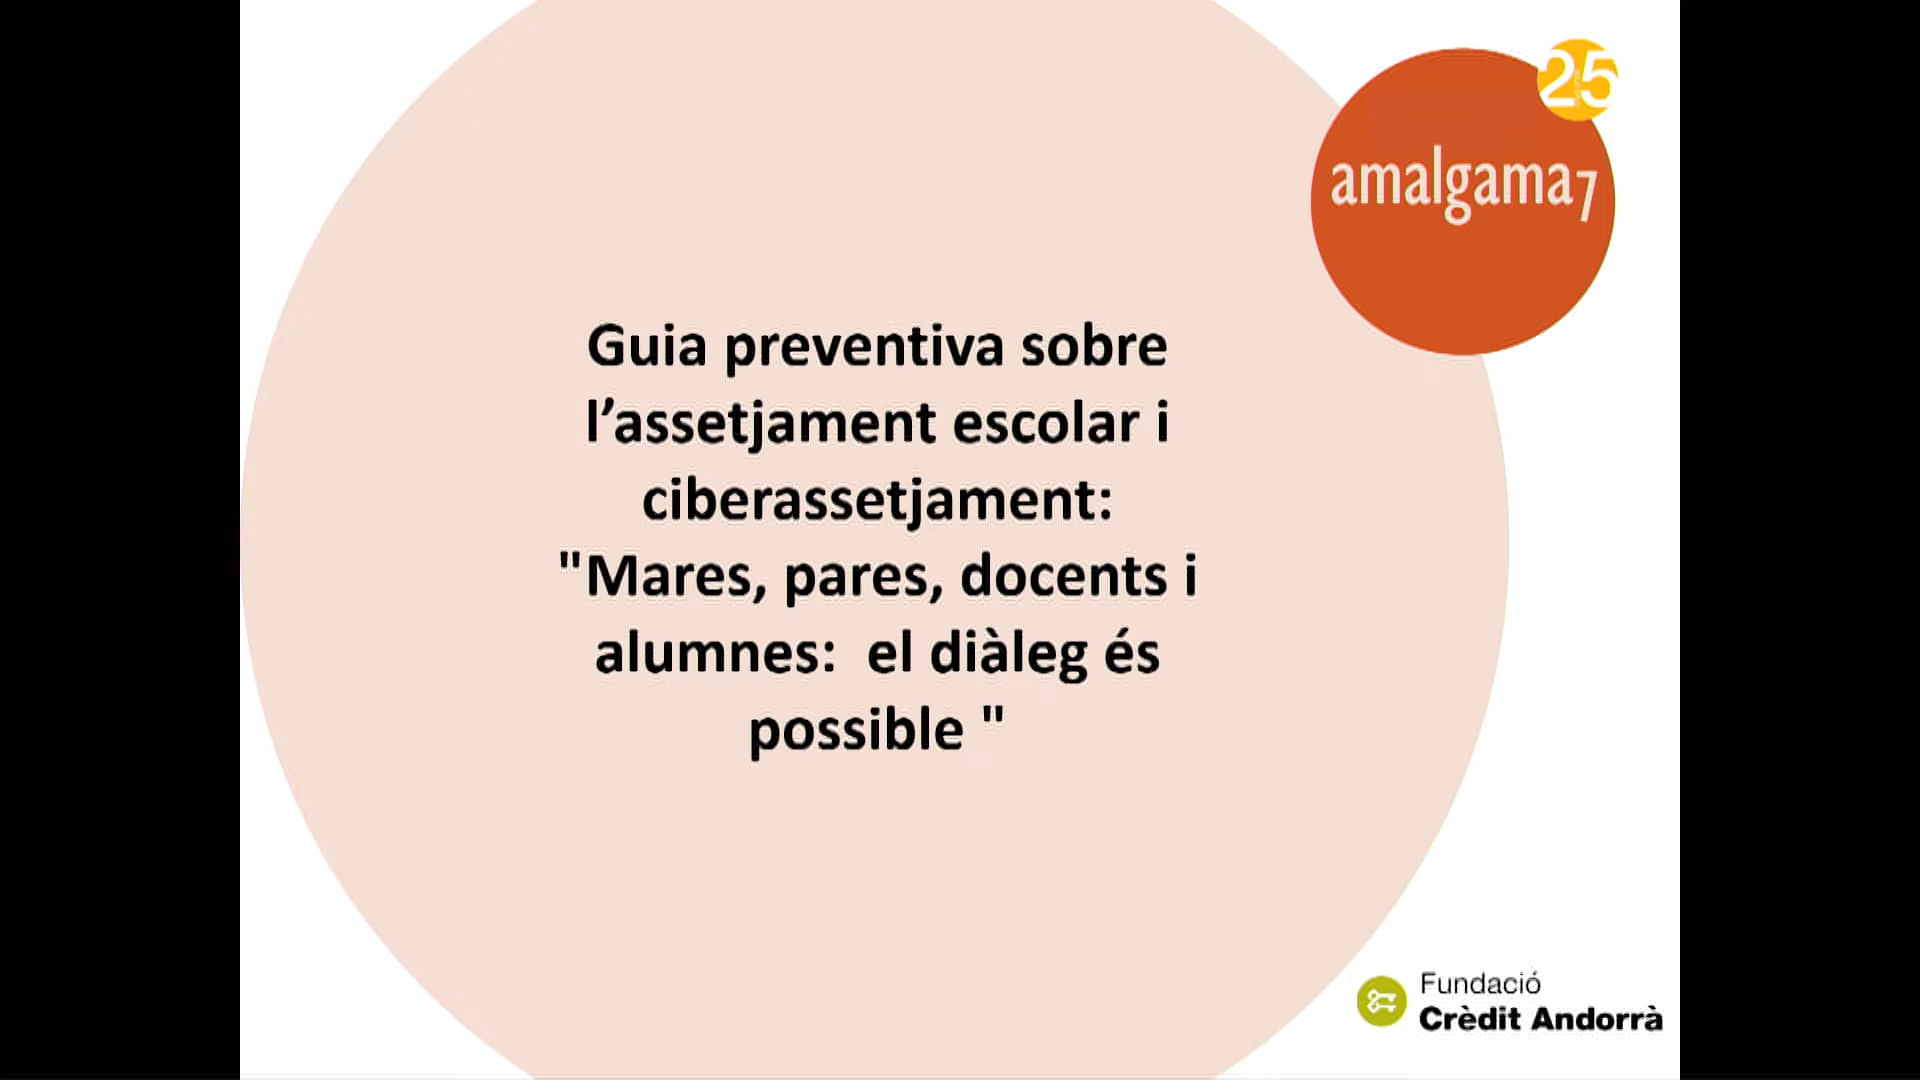 25
amalgama7
Guia preventiva sobre
l’assetjament escolar i
ciberassetjament:
"Mares, pares, docents i
alumnes:  el diàleg és
possible "
Fundació
Crèdit Andorrà